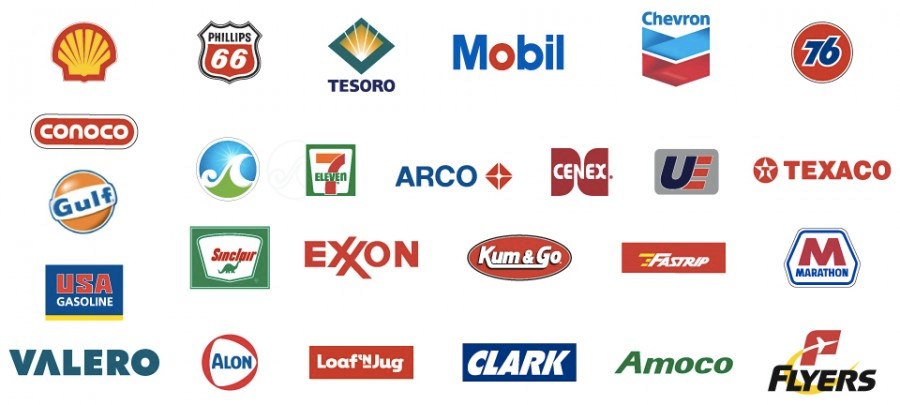 PHILLIPS
66
TESORO
Mobil
Chevron
76
conoco
7
ELEVEN
ARCO
CENEX
UE
TEXACO
Gulf
Sinclair
EXXON
Kum & Go
FASTRIP
M
MARATHON
USA
GASOLINE
VALERO
ALON
Loaf 'N Jug
CLARK
Amoco
FLYERS